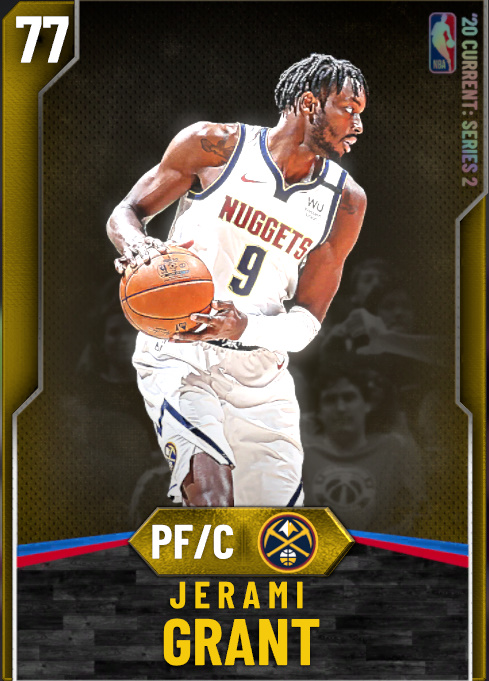 77
NBA
'20 CURRENT: SERIES 2
WU
NUGGETS
9
PF/C
JERAMI
GRANT